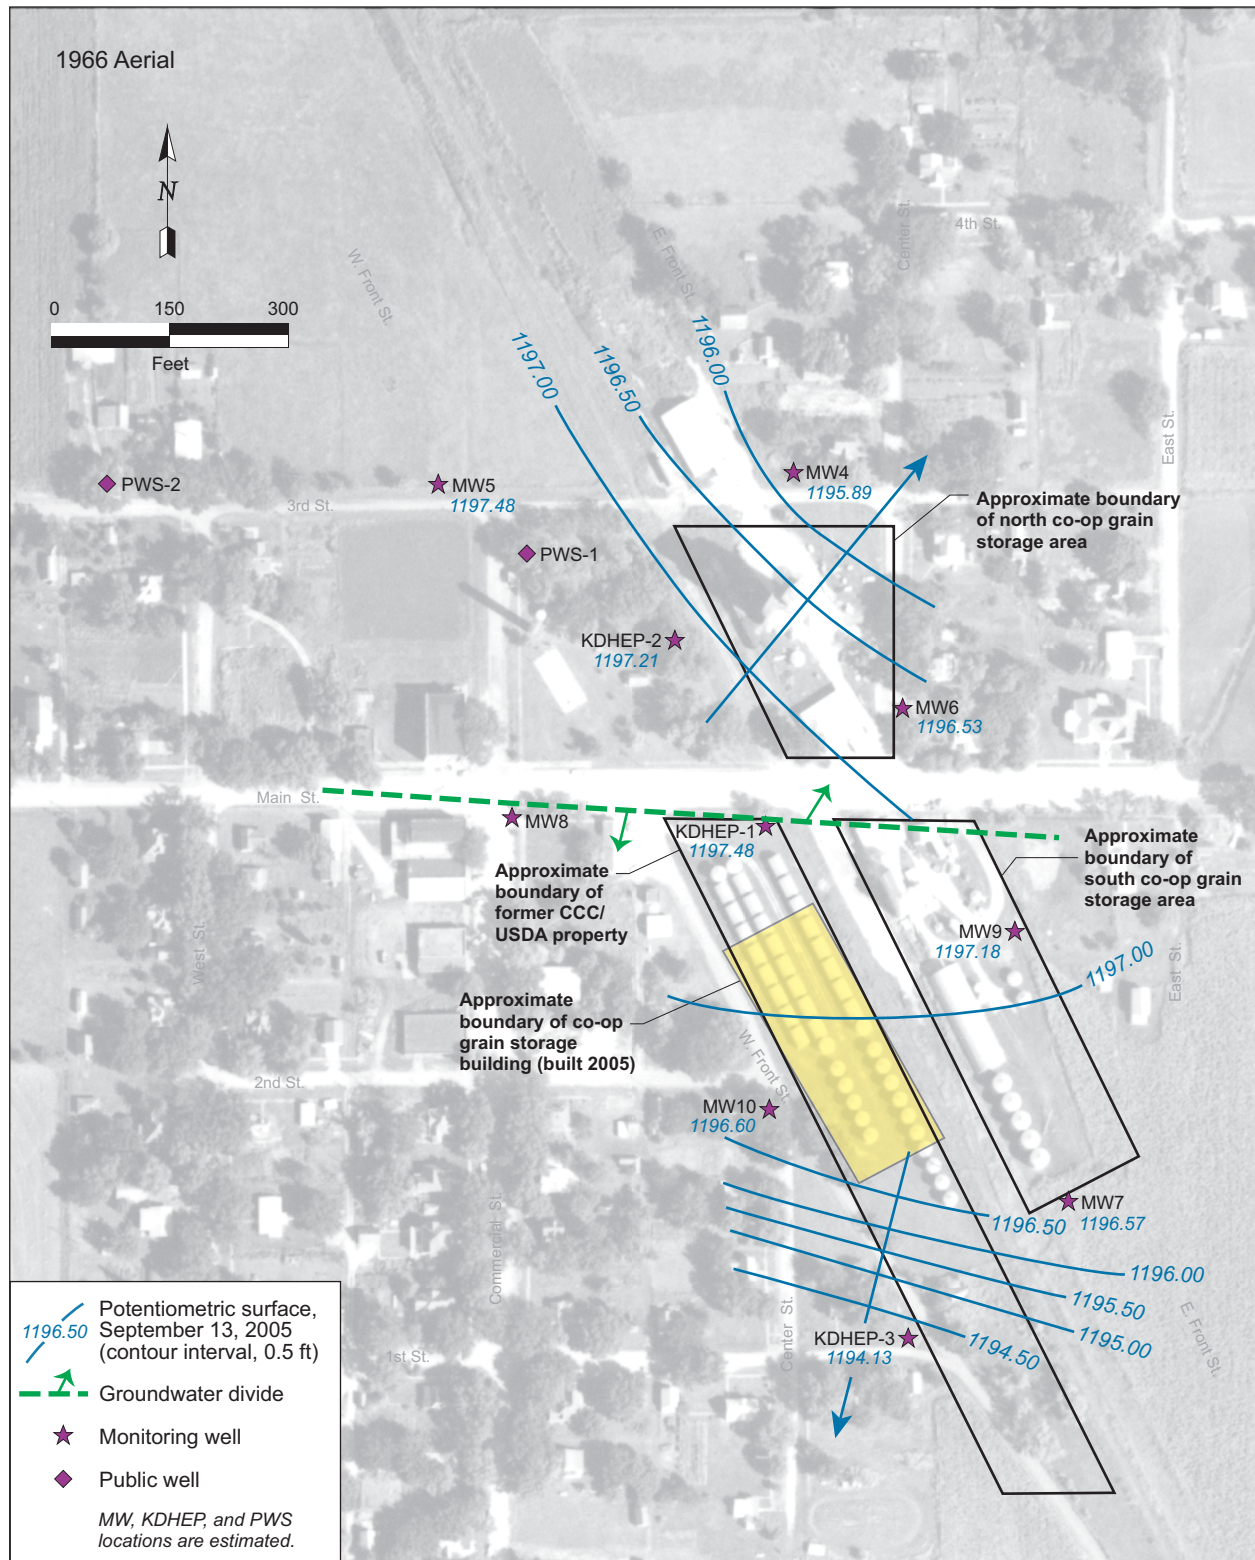 1966 Aerial
N
0 150 300
Feet
W. Front St.
E. Front St.
Center St.
4th St.
1197.00
1196.50
1196.00
East St.
PWS-2
MW5
1197.48
3rd St.
MW4
1195.89
Approximate boundary
of north co-op grain
storage area
PWS-1
KDHEP-2
1197.21
MW6
1196.53
Main St.
MW8
KDHEP-1
1197.48
Approximate
boundary of
former CCC/
USDA property
Approximate
boundary of
south co-op grain
storage area
MW9
1197.18
1197.00
West St.
East St.
Approximate
boundary of co-op
grain storage
building (built 2005)
W. Front St.
2nd St.
MW10
1196.60
MW7
1196.57
1196.50
1196.00
1195.50
1195.00
1194.50
Commercial St.
Center St.
E. Front St.
KDHEP-3
1194.13
1st St.
1196.50
Potentiometric surface,
September 13, 2005
(contour interval, 0.5 ft)
Groundwater divide
Monitoring well
Public well
MW, KDHEP, and PWS
locations are estimated.